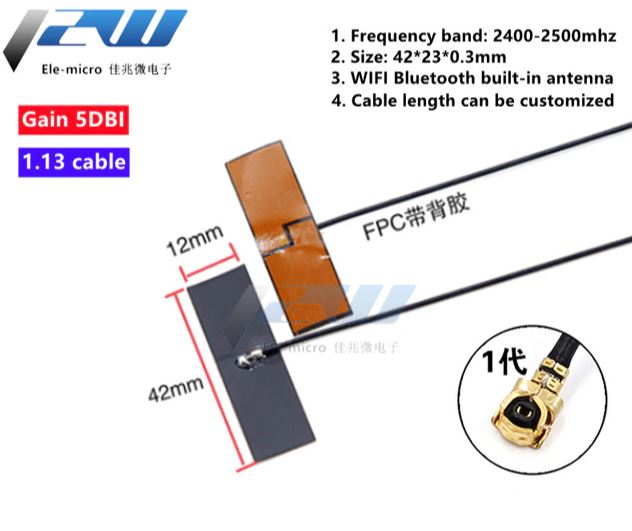 ZW
Ele-micro 佳兆微电子
1. Frequency band: 2400-2500mhz
2. Size: 42*23*0.3mm
3. WIFI Bluetooth built-in antenna
4. Cable length can be customized
Gain 5DBI
1.13 cable
FPC带背胶
12mm
42mm
ZW
Ele-micro 佳兆微电子
1代